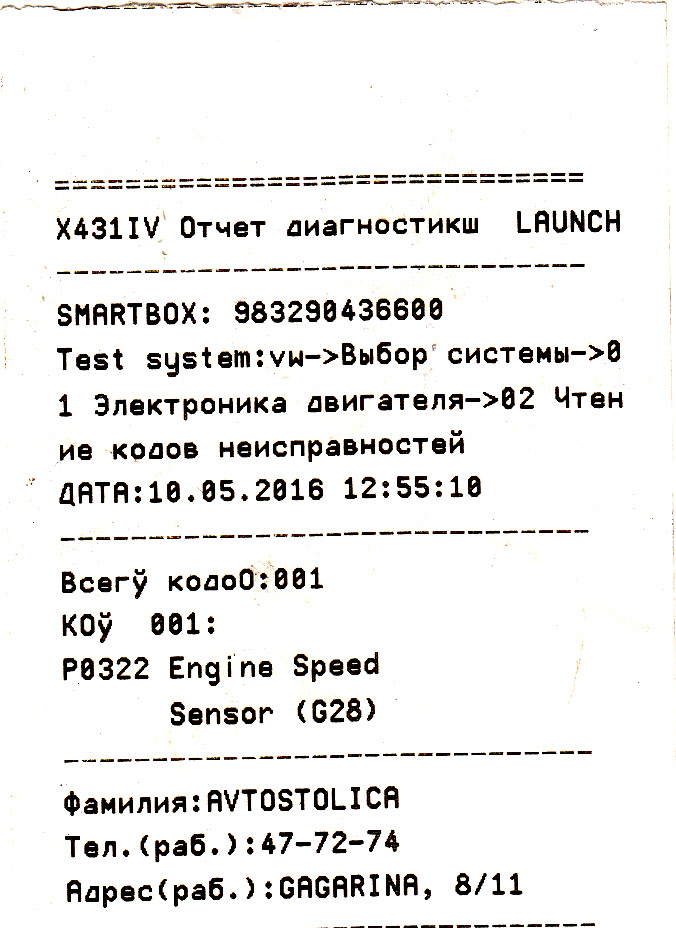 ==============================
X431IV Отчет диагностикш LAUNCH
------------------------------
SMARTBOX: 983290436600
Test system:vw->Выбор системы->0
1 Электроника двигателя->02 Чтен
ие кодов неисправностей
ДАТА:10.05.2016 12:55:10
------------------------------
Всегў кодоО:001
КОў 001:
P0322 Engine Speed
Sensor (G28)
------------------------------
Фамилия:AVTOSTOLICA
Тел.(раб.):47-72-74
Адрес(раб.):GAGARINA, 8/11
------------------------------